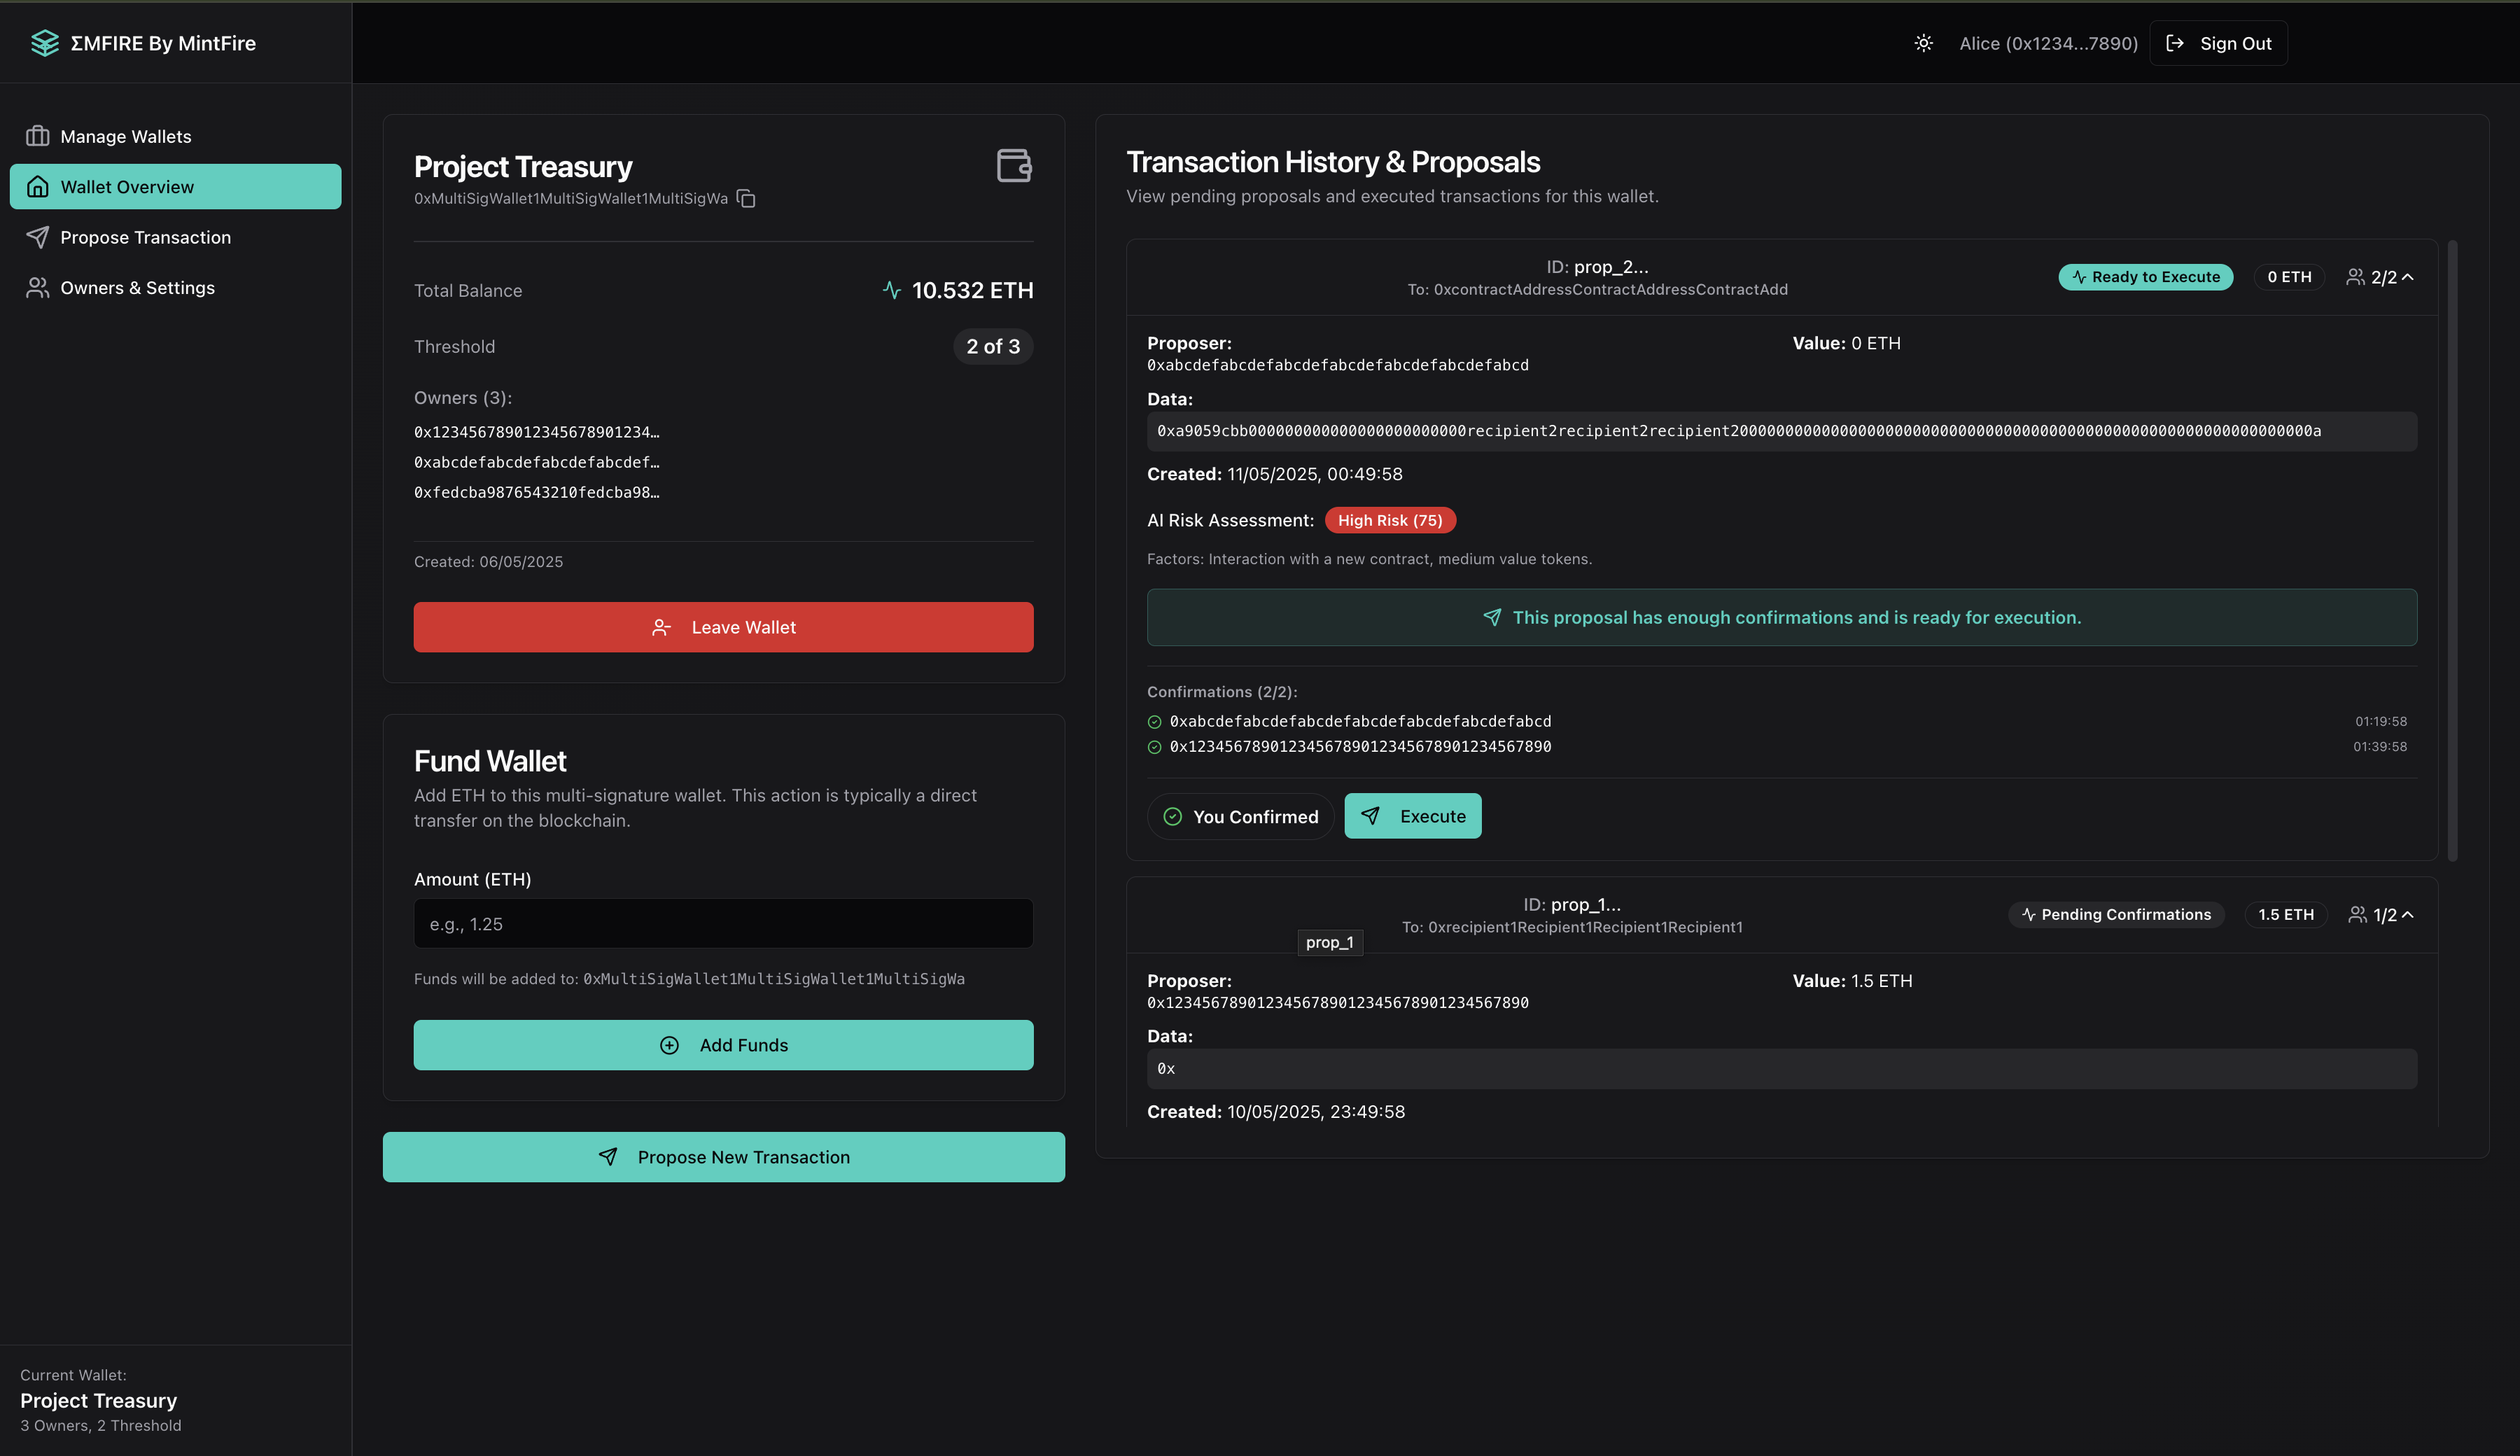 ΣMFIRE By MintFire
Alice (0x1234...7890)
Sign Out
Manage Wallets
Wallet Overview
Propose Transaction
Owners & Settings
Project Treasury
0xMultiSigWallet1MultiSigWallet1MultiSigWa
Total Balance
10.532 ETH
Threshold
2 of 3
Owners (3):
0x123456789012345678901234…
0xabcdefabcdefabcdefabcdef…
0xfedcba9876543210fedcba98…
Created: 06/05/2025
Leave Wallet
Fund Wallet
Add ETH to this multi-signature wallet. This action is typically a direct
transfer on the blockchain.
Amount (ETH)
e.g., 1.25
Funds will be added to: 0xMultiSigWallet1MultiSigWallet1MultiSigWa
Add Funds
Propose New Transaction
Transaction History & Proposals
View pending proposals and executed transactions for this wallet.
ID: prop_2...
To: 0xcontractAddressContractAddressContractAdd
Ready to Execute
0 ETH
2/2
Proposer:
0xabcdefabcdefabcdefabcdefabcdefabcdefabcd
Value: 0 ETH
Data:
Created: 11/05/2025, 00:49:58
AI Risk Assessment:
High Risk (75)
Factors: Interaction with a new contract, medium value tokens.
This proposal has enough confirmations and is ready for execution.
Confirmations (2/2):
0xabcdefabcdefabcdefabcdefabcdefabcdefabcd
01:19:58
0x1234567890123456789012345678901234567890
01:39:58
You Confirmed
Execute
ID: prop_1...
To: 0xrecipient1Recipient1Recipient1Recipient1
prop_1
Pending Confirmations
1.5 ETH
1/2
Proposer:
0x1234567890123456789012345678901234567890
Value: 1.5 ETH
Data:
0x
Created: 10/05/2025, 23:49:58
Current Wallet:
Project Treasury
3 Owners, 2 Threshold